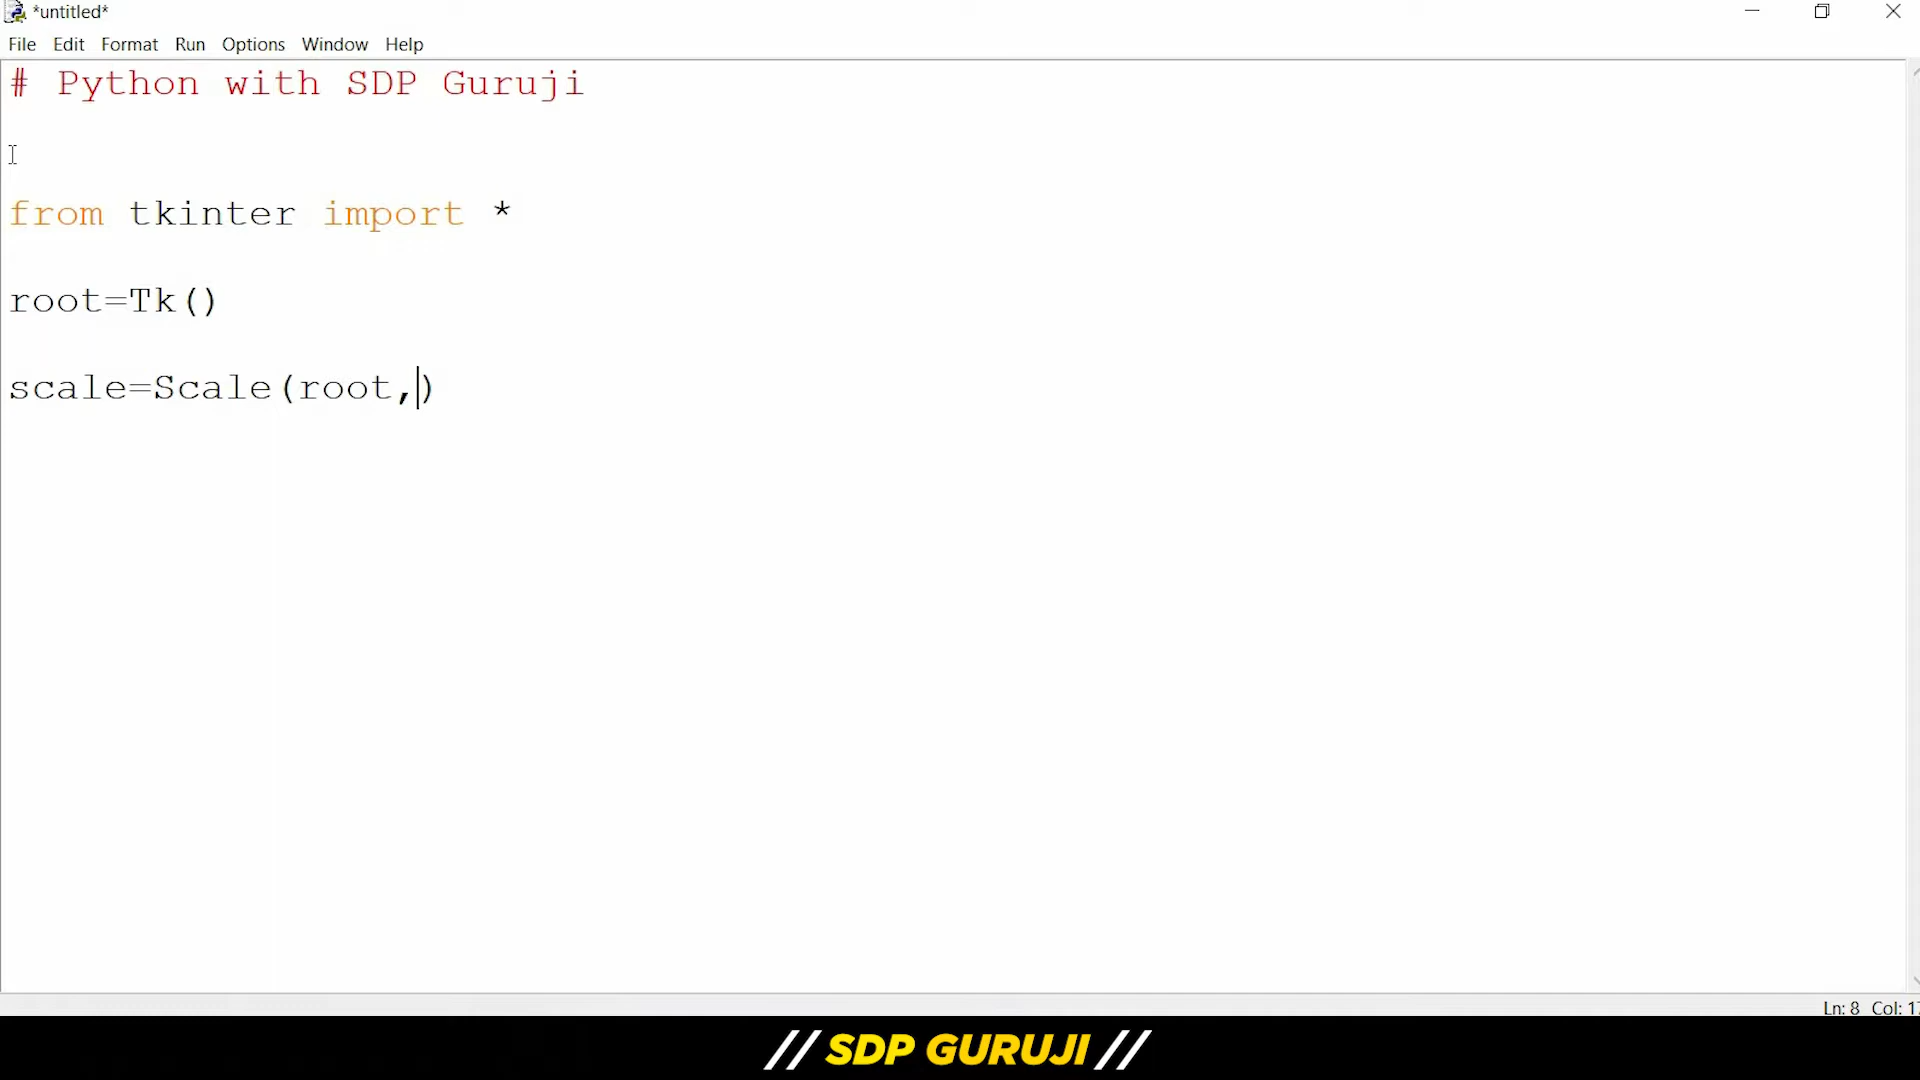 *untitled*
File Edit Format Run Options Window Help
# Python with SDP Guruji
from tkinter import *
root=Tk()
scale=Scale(root,)
Ln: 8 Col: 17
// SDP GURUJI //